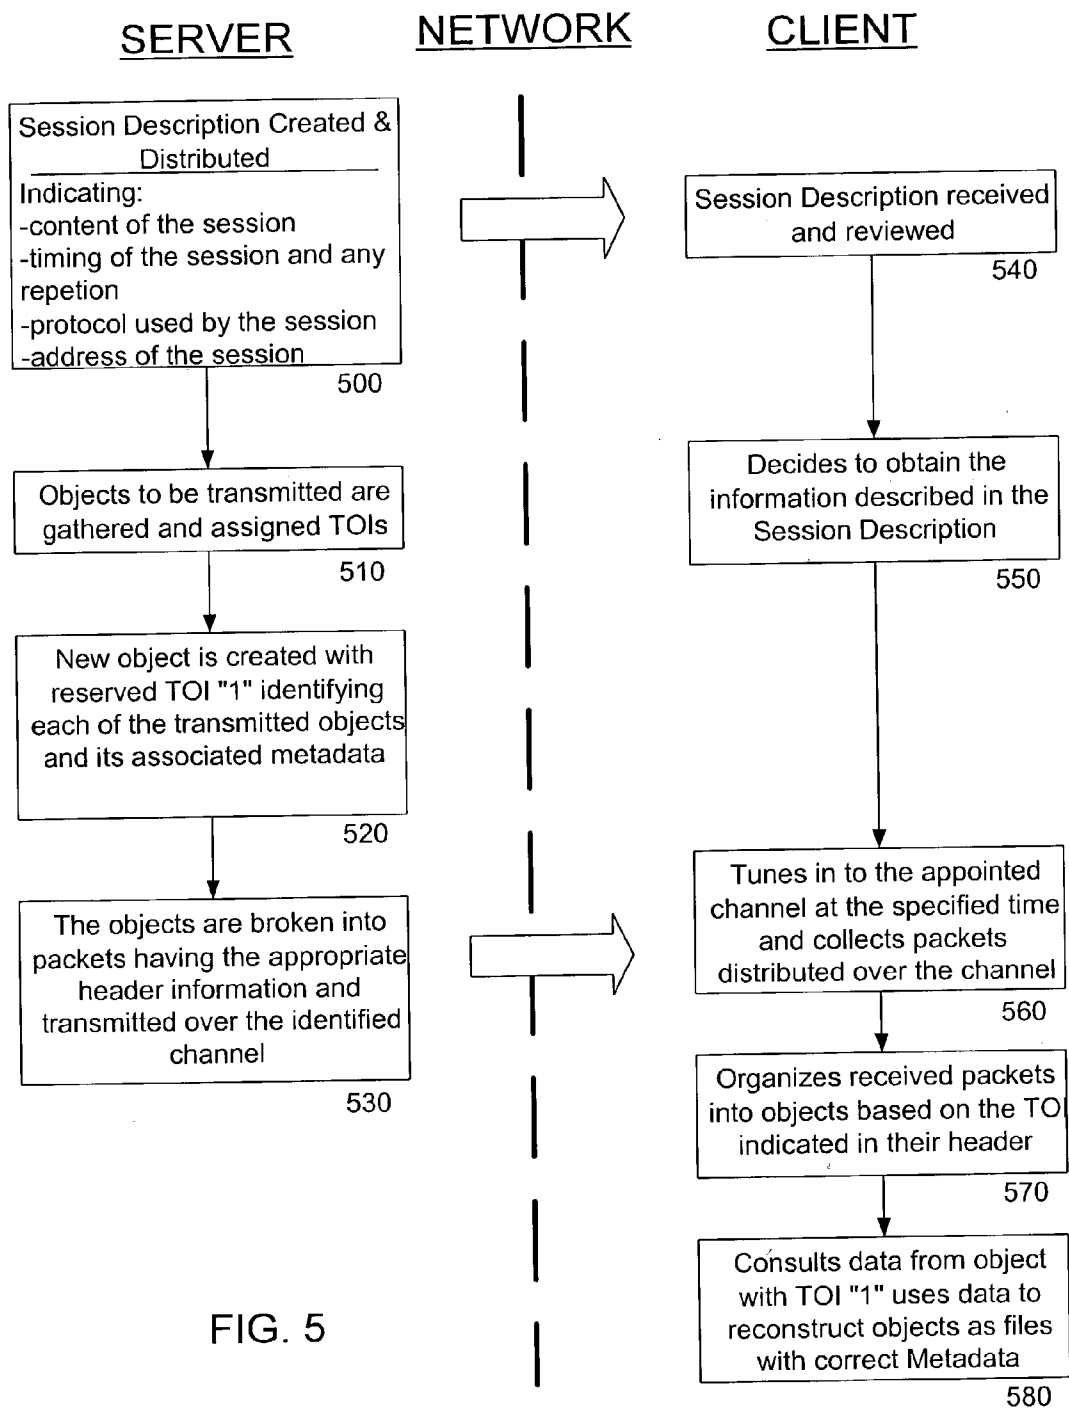 SERVER
NETWORK
CLIENT
Session Description Created &
Distributed
Indicating:
-content of the session
-timing of the session and any
repetion
-protocol used by the session
-address of the session
500
Objects to be transmitted are
gathered and assigned TOIs
510
New object is created with
reserved TOI "1" identifying
each of the transmitted objects
and its associated metadata
520
The objects are broken into
packets having the appropriate
header information and
transmitted over the identified
channel
530
Session Description received
and reviewed
540
Decides to obtain the
information described in the
Session Description
550
Tunes in to the appointed
channel at the specified time
and collects packets
distributed over the channel
560
Organizes received packets
into objects based on the TOI
indicated in their header
570
Consults data from object
with TOI "1" uses data to
reconstruct objects as files
with correct Metadata
580
FIG. 5